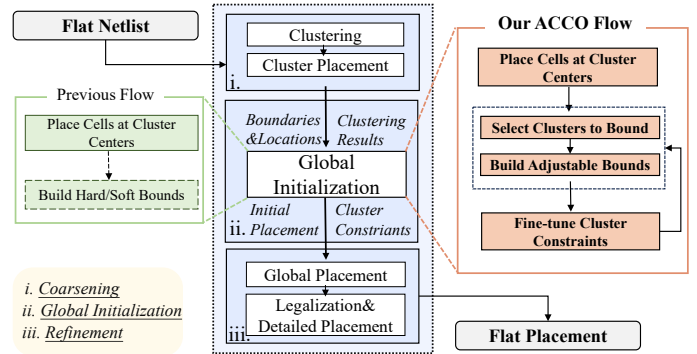 Flat Netlist
Clustering
Cluster Placement
i.
Our ACCO Flow
Place Cells at Cluster
Centers
Select Clusters to Bound
Build Adjustable Bounds
Fine-tune Cluster
Constraints
Previous Flow
Place Cells at Cluster
Centers
Build Hard/Soft Bounds
Boundaries
&Locations
Clustering
Results
Global
Initialization
Initial
Placement
Cluster
Constriants
ii.
Global Placement
Legalization&
Detailed Placement
iii.
i. Coarsening
ii. Global Initialization
iii. Refinement
Flat Placement